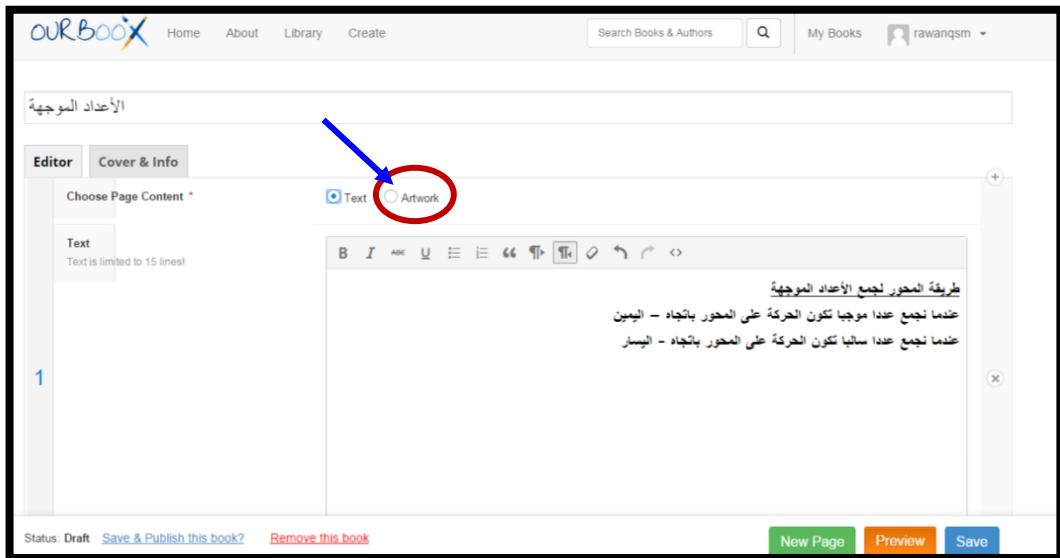 OURBOOX Home About Library Create Search Books & Authors My Books rawanqsm
الأعداد الموجهة
Editor Cover & Info
Choose Page Content * Text Artwork
Text
Text is limited to 15 lines!
B I ABC U
طريقة المحور لجمع الأعداد الموجهة
عندما نجمع عددا موجبا تكون الحركة على المحور باتجاه – اليمين
عندما نجمع عددا سالبا تكون الحركة على المحور باتجاه - اليسار
1
Status: Draft Save & Publish this book? Remove this book New Page Preview Save